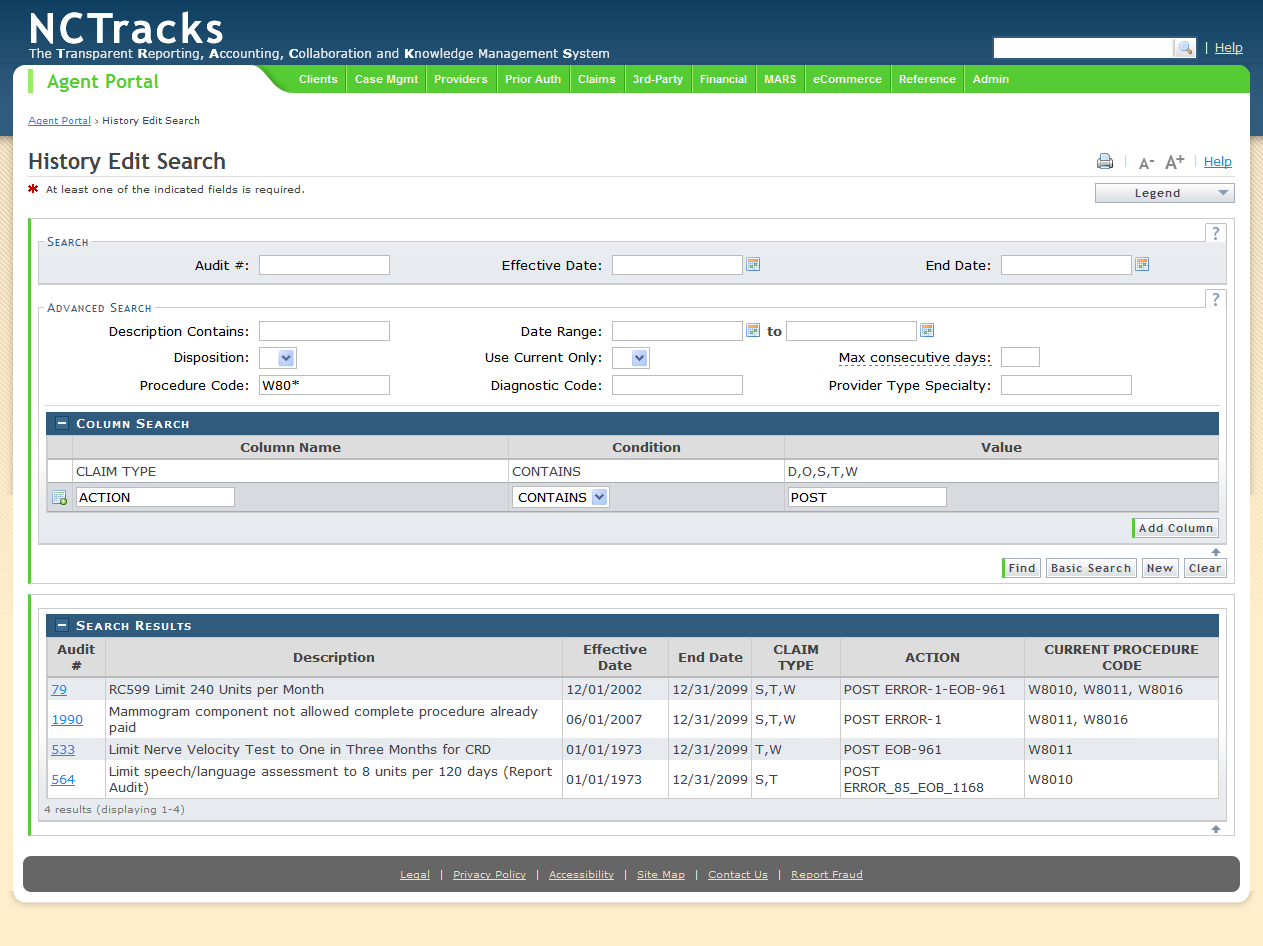 NCTracks
The Transparent Reporting, Accounting, Collaboration and Knowledge Management System
| Help
Agent Portal
Clients Case Mgmt Providers Prior Auth Claims 3rd-Party Financial MARS eCommerce Reference Admin
Agent Portal > History Edit Search
History Edit Search
A- A+ Help
* At least one of the indicated fields is required.
Legend
Search ?
Audit #: Effective Date: End Date:
Advanced Search ?
Description Contains: Date Range: to
Disposition: Use Current Only: Max consecutive days:
Procedure Code: W80* Diagnostic Code: Provider Type Specialty:
Column Search
Column Name Condition Value
CLAIM TYPE CONTAINS D,O,S,T,W
ACTION CONTAINS POST
Add Column
Find Basic Search New Clear
Search Results
Audit # Description Effective Date End Date CLAIM TYPE ACTION CURRENT PROCEDURE CODE
79 RC599 Limit 240 Units per Month 12/01/2002 12/31/2099 S,T,W POST ERROR-1-EOB-961 W8010, W8011, W8016
1990 Mammogram component not allowed complete procedure already paid 06/01/2007 12/31/2099 S,T,W POST ERROR-1 W8011, W8016
533 Limit Nerve Velocity Test to One in Three Months for CRD 01/01/1973 12/31/2099 T,W POST EOB-961 W8011
564 Limit speech/language assessment to 8 units per 120 days (Report Audit) 01/01/1973 12/31/2099 S,T POST ERROR_85_EOB_1168 W8010
4 results (displaying 1-4)
Legal | Privacy Policy | Accessibility | Site Map | Contact Us | Report Fraud